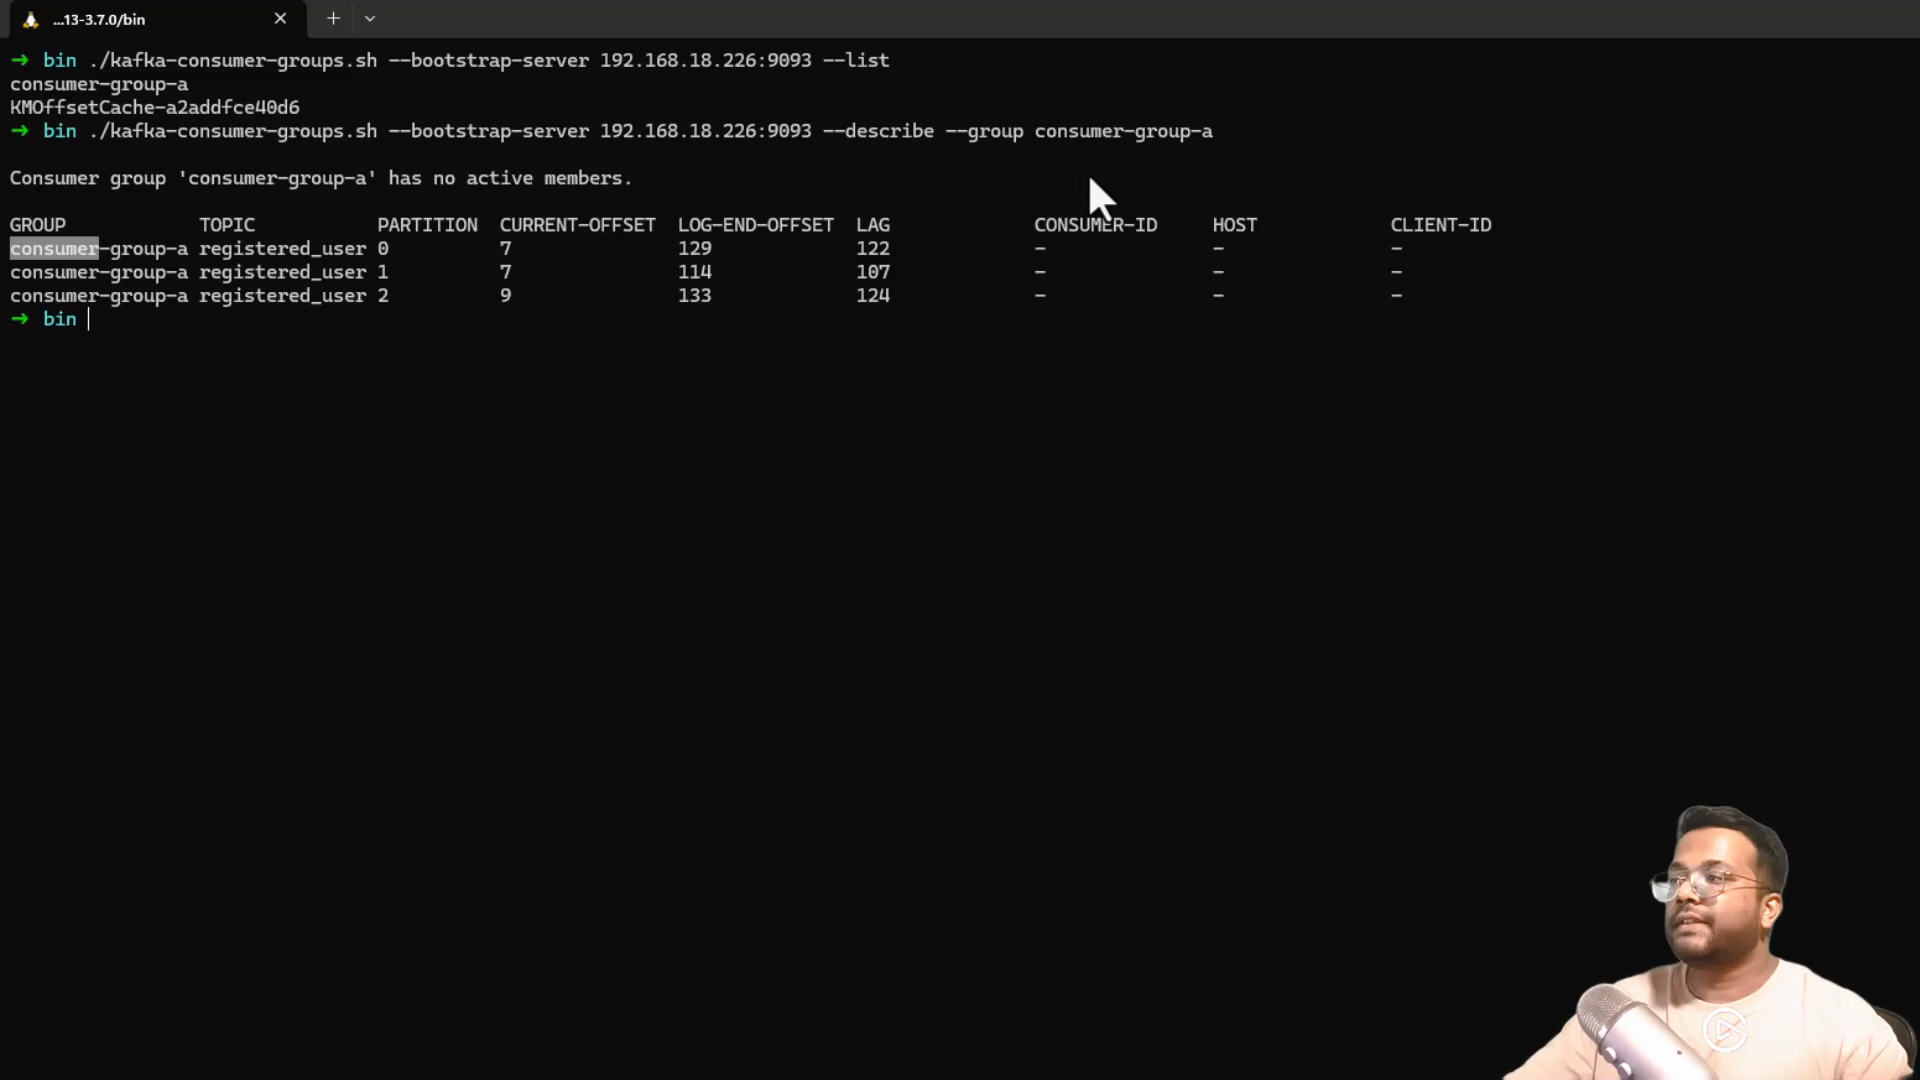 ...13-3.7.0/bin
➜ bin ./kafka-consumer-groups.sh --bootstrap-server 192.168.18.226:9093 --list
consumer-group-a
KMOffsetCache-a2addfce40d6
➜ bin ./kafka-consumer-groups.sh --bootstrap-server 192.168.18.226:9093 --describe --group consumer-group-a
Consumer group 'consumer-group-a' has no active members.
GROUP TOPIC PARTITION CURRENT-OFFSET LOG-END-OFFSET LAG CONSUMER-ID HOST CLIENT-ID
consumer-group-a registered_user 0 7 129 122 - - -
consumer-group-a registered_user 1 7 114 107 - - -
consumer-group-a registered_user 2 9 133 124 - - -
➜ bin